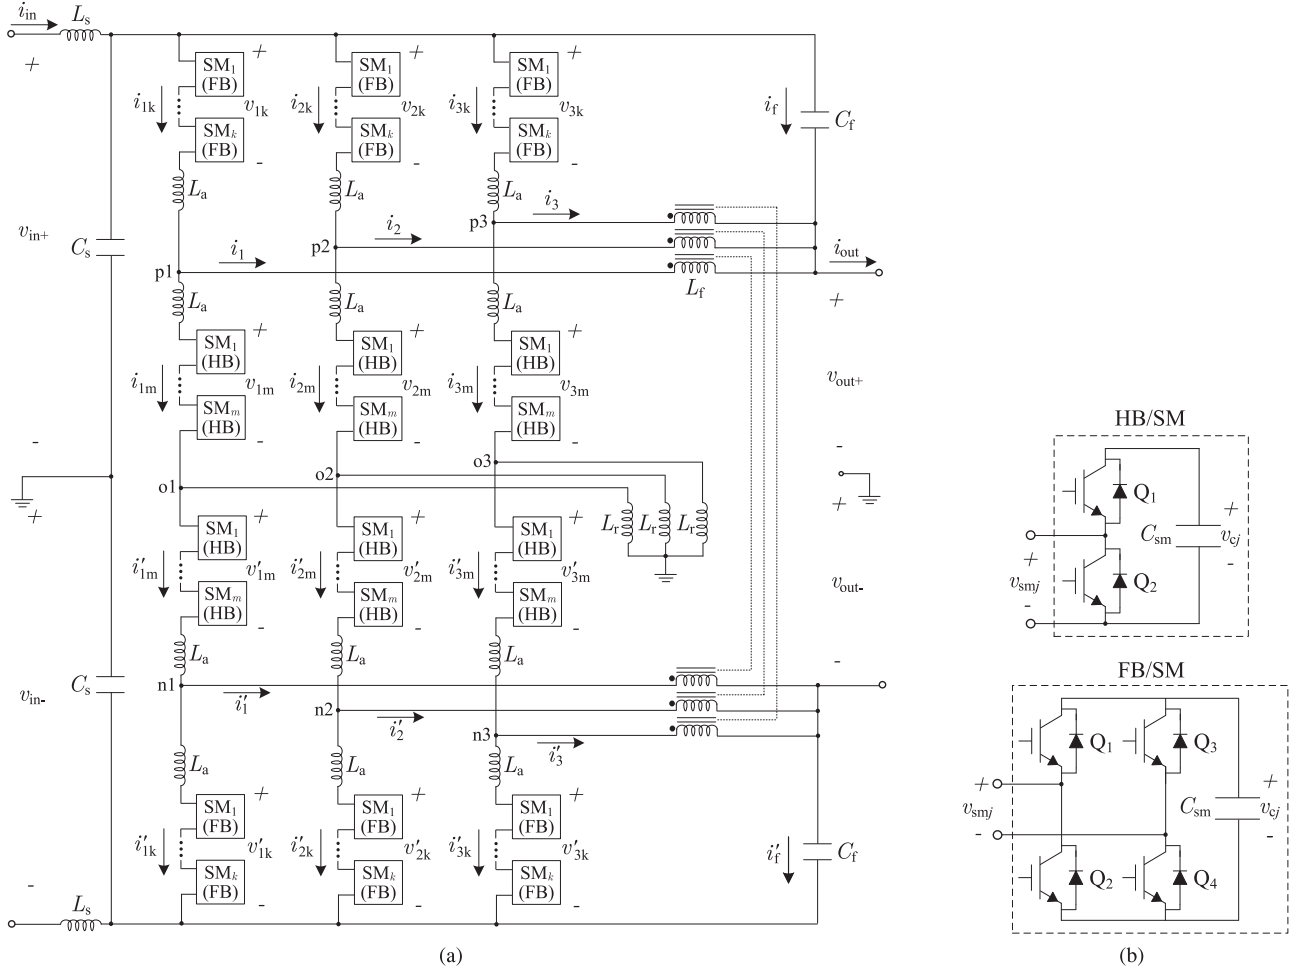 i_in L_s
+ + + + +
SM_1 (FB) SM_1 (FB) SM_1 (FB)
i_1k v_1k i_2k v_2k i_3k v_3k i_f C_f
SM_k (FB) SM_k (FB) SM_k (FB)
- - -
L_a L_a L_a
i_3
p3
v_in+ C_s i_2
p2
i_1 i_out
p1
L_f
L_a L_a L_a +
+ + +
SM_1 (HB) SM_1 (HB) SM_1 (HB)
i_1m v_1m i_2m v_2m i_3m v_3m v_out+
SM_m (HB) SM_m (HB) SM_m (HB)
- - - - -
o3
o2
o1
+ + + + +
SM_1 (HB) SM_1 (HB) SM_1 (HB) L_r L_r L_r
i'_1m v'_1m i'_2m v'_2m i'_3m v'_3m v_out-
SM_m (HB) SM_m (HB) SM_m (HB)
- - -
L_a L_a L_a -
n1
v_in- C_s i'_1
n2
i'_2
n3
i'_3
L_a L_a L_a
+ + +
SM_1 (FB) SM_1 (FB) SM_1 (FB)
i'_1k v'_1k i'_2k v'_2k i'_3k v'_3k i'_f C_f
SM_k (FB) SM_k (FB) SM_k (FB)
- - - -
L_s
(a)
HB/SM
Q_1
+ C_sm + v_cj -
v_smj Q_2
-
FB/SM
Q_1 Q_3
+ v_smj - C_sm + v_cj -
Q_2 Q_4
(b)